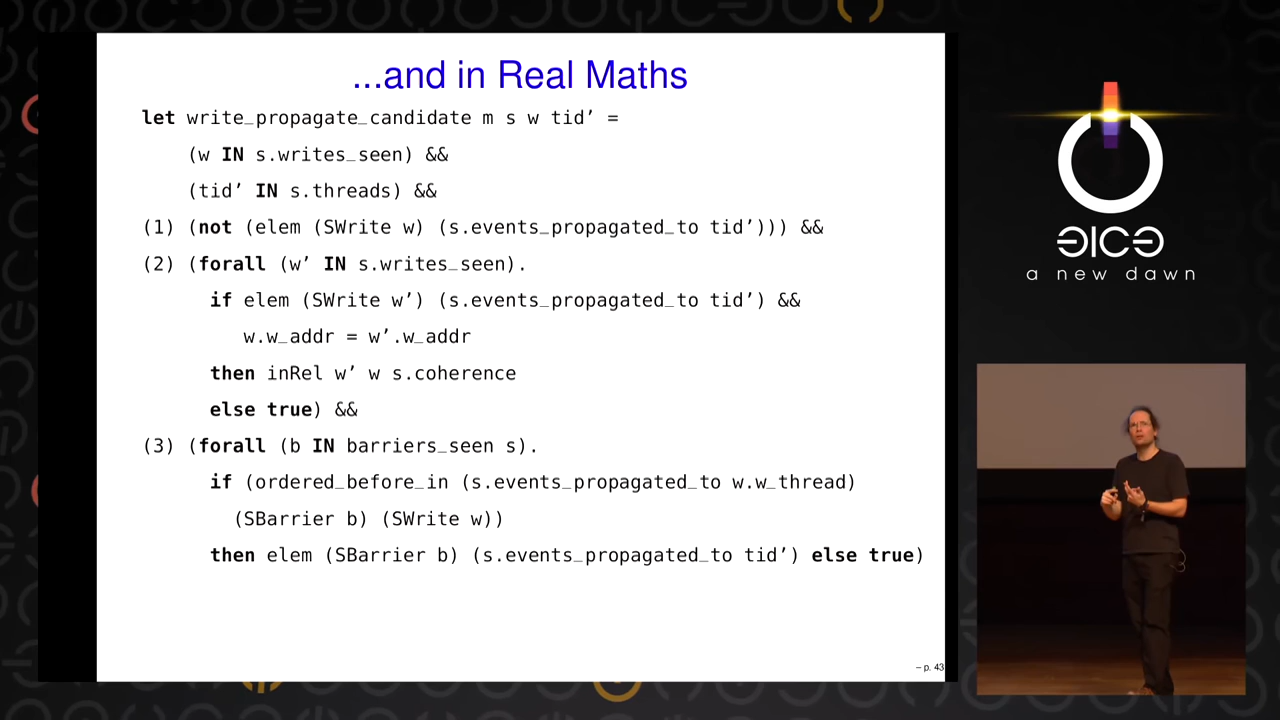 ...and in Real Maths
let write_propagate_candidate m s w tid’ =
(w IN s.writes_seen) &&
(tid’ IN s.threads) &&
(1) (not (elem (SWrite w) (s.events_propagated_to tid’))) &&
(2) (forall (w’ IN s.writes_seen).
if elem (SWrite w’) (s.events_propagated_to tid’) &&
w.w_addr = w’.w_addr
then inRel w’ w s.coherence
else true) &&
(3) (forall (b IN barriers_seen s).
if (ordered_before_in (s.events_propagated_to w.w_thread)
(SBarrier b) (SWrite w))
then elem (SBarrier b) (s.events_propagated_to tid’) else true)
– p. 43
a new dawn